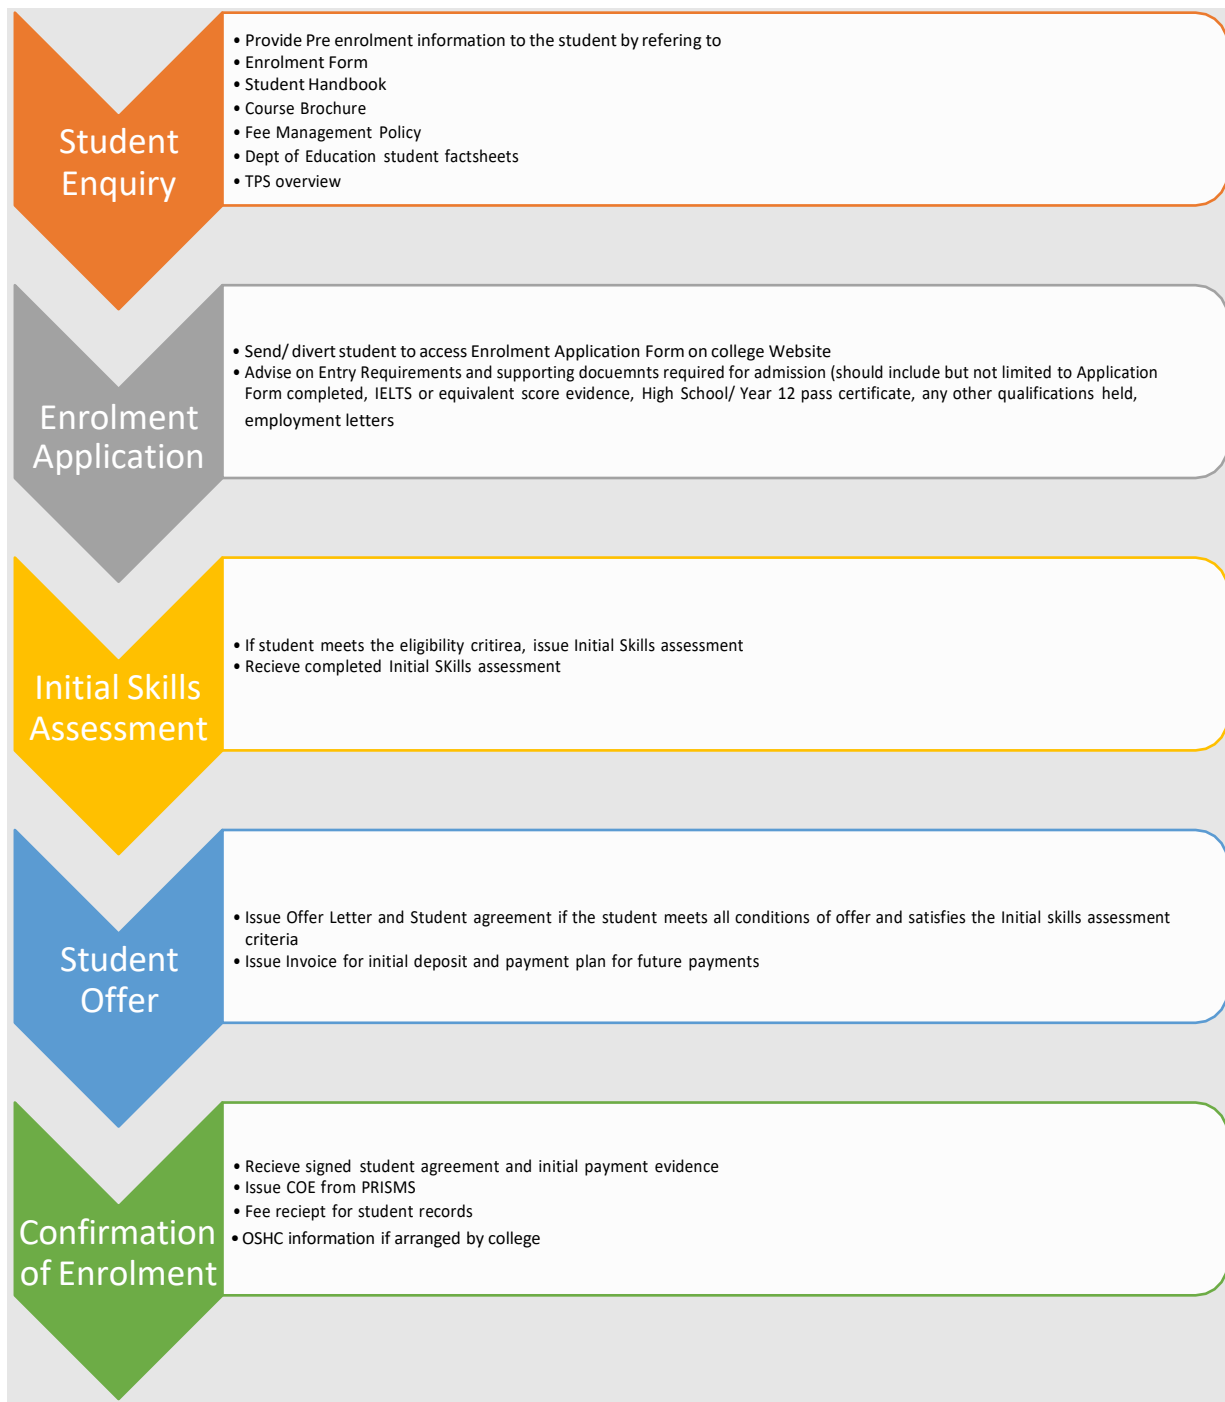 Student
Enquiry
• Provide Pre enrolment information to the student by refering to
• Enrolment Form
• Student Handbook
• Course Brochure
• Fee Management Policy
• Dept of Education student factsheets
• TPS overview
Enrolment
Application
• Send/ divert student to access Enrolment Application Form on college Website
• Advise on Entry Requirements and supporting docuemnts required for admission (should include but not limited to Application
Form completed, IELTS or equivalent score evidence, High School/ Year 12 pass certificate, any other qualifications held,
employment letters
Initial Skills
Assessment
• If student meets the eligibility critirea, issue Initial Skills assessment
• Recieve completed Initial SKills assessment
Student
Offer
• Issue Offer Letter and Student agreement if the student meets all conditions of offer and satisfies the Initial skills assessment
criteria
• Issue Invoice for initial deposit and payment plan for future payments
Confirmation
of Enrolment
• Recieve signed student agreement and initial payment evidence
• Issue COE from PRISMS
• Fee reciept for student records
• OSHC information if arranged by college